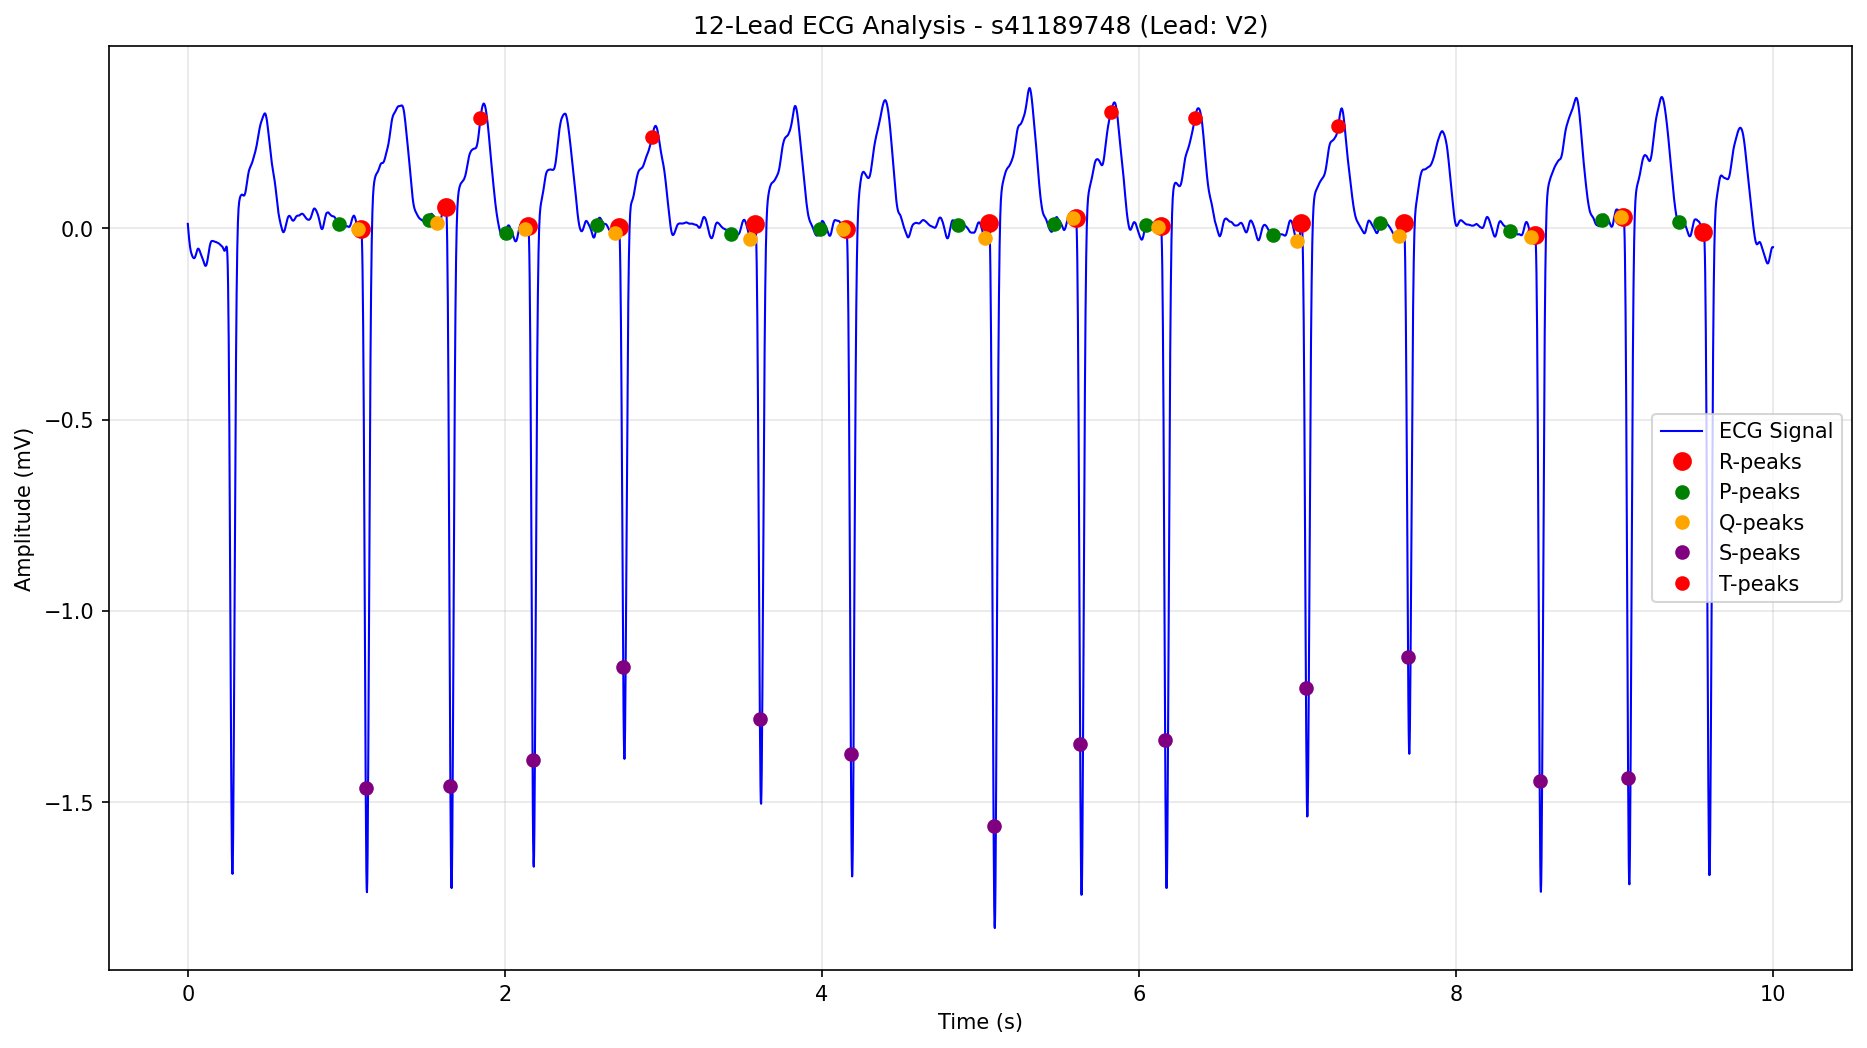 12-Lead ECG Analysis - s41189748 (Lead: V2)
Amplitude (mV)
0.0
−0.5
−1.0
−1.5
ECG Signal
R-peaks
P-peaks
Q-peaks
S-peaks
T-peaks
0 2 4 6 8 10
Time (s)